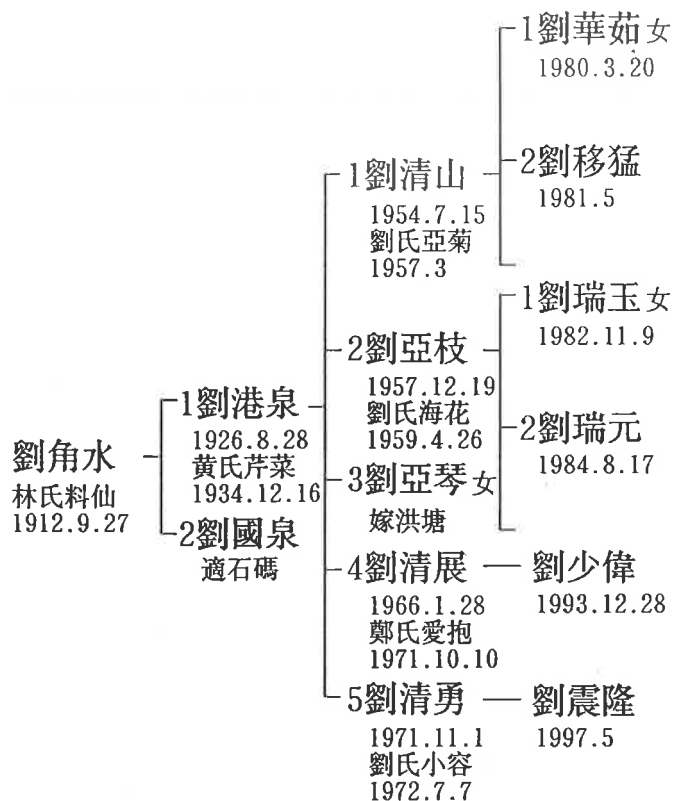 劉角水
林氏料仙
1912.9.27
1劉港泉
1926.8.28
黃氏芹菜
1934.12.16
2劉國泉
適石碼
1劉清山
1954.7.15
劉氏亞菊
1957.3
2劉亞枝
1957.12.19
劉氏海花
1959.4.26
3劉亞琴女
嫁洪塘
4劉清展
1966.1.28
鄭氏愛抱
1971.10.10
5劉清勇
1971.11.1
劉氏小容
1972.7.7
1劉華茹女
1980.3.20
2劉移猛
1981.5
1劉瑞玉女
1982.11.9
2劉瑞元
1984.8.17
劉少偉
1993.12.28
劉震隆
1997.5